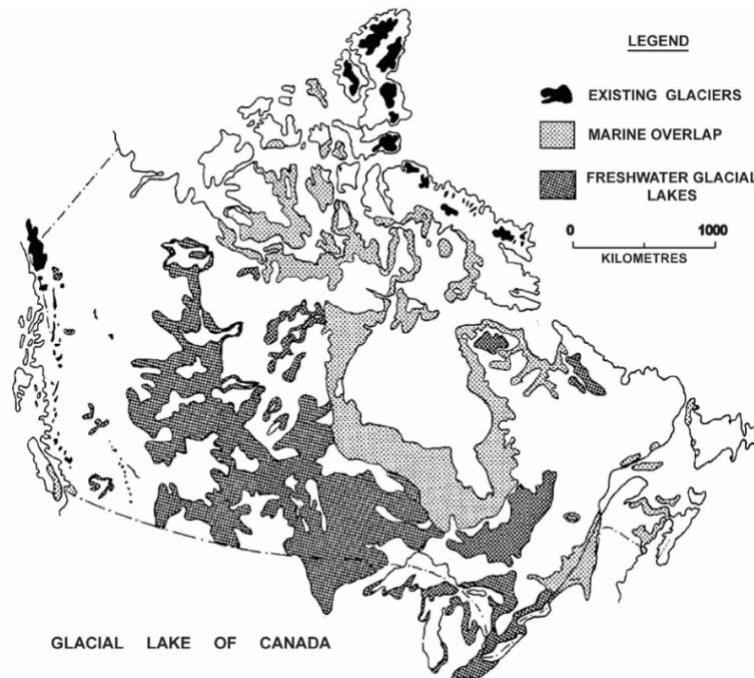 LEGEND
EXISTING GLACIERS
MARINE OVERLAP
FRESHWATER GLACIAL
LAKES
0 1000
KILOMETRES
GLACIAL LAKE OF CANADA